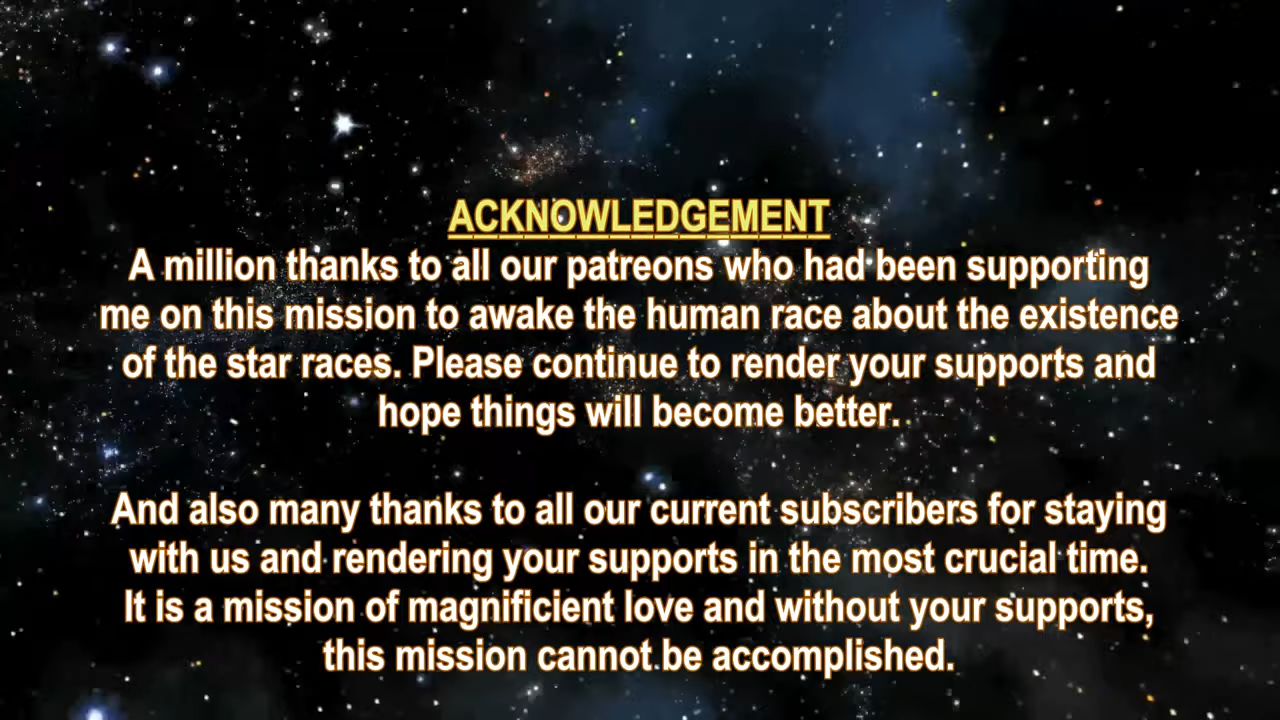 ACKNOWLEDGEMENT
A million thanks to all our patreons who had been supporting
me on this mission to awake the human race about the existence
of the star races. Please continue to render your supports and
hope things will become better.
And also many thanks to all our current subscribers for staying
with us and rendering your supports in the most crucial time.
It is a mission of magnificient love and without your supports,
this mission cannot be accomplished.